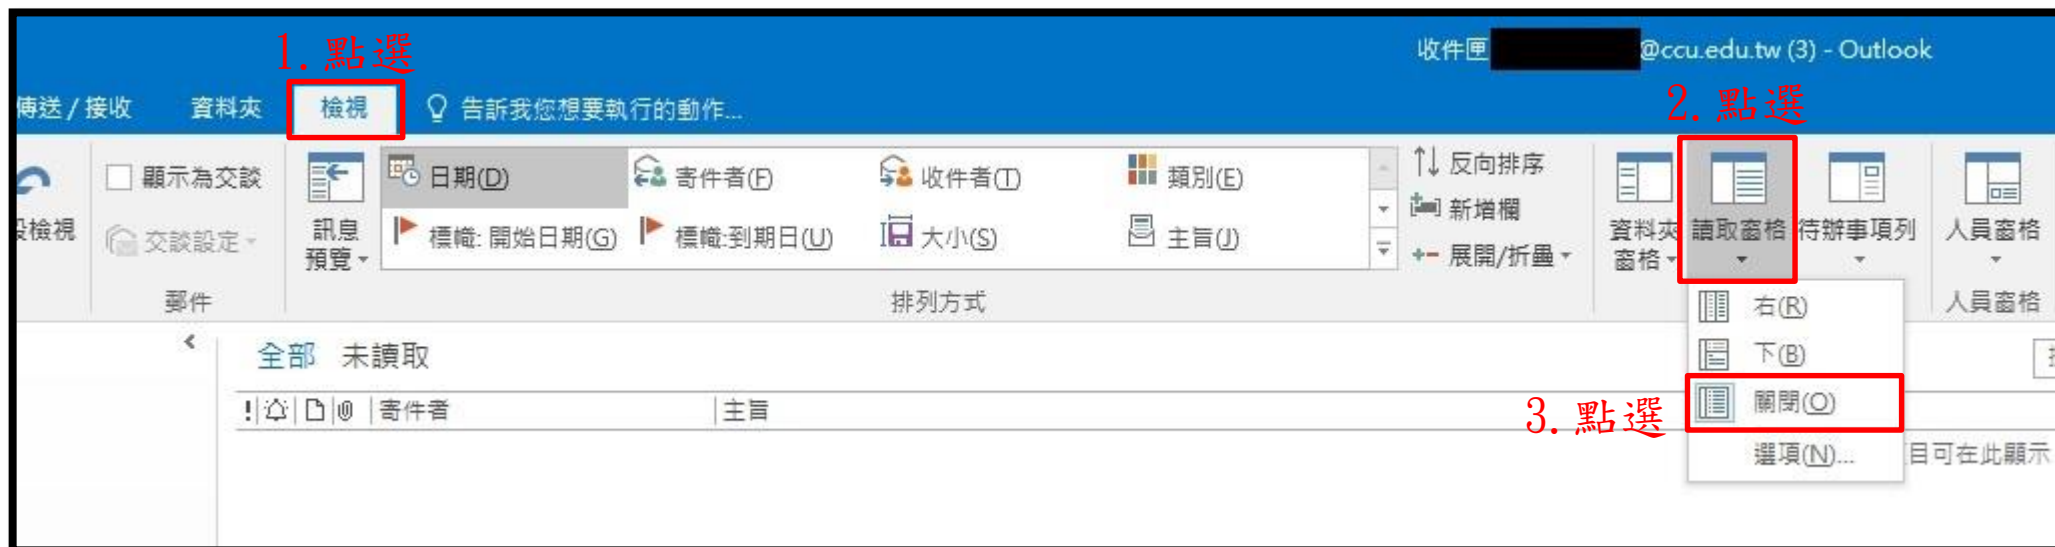 收件匣 @ccu.edu.tw (3) - Outlook
1. 點選
傳送 / 接收 資料夾 檢視 告訴我您想要執行的動作...
2. 點選
顯示為交談 日期(D) 寄件者(F) 收件者(T) 類別(E) 反向排序
新增欄
檢視 交談設定 訊息預覽 標幟: 開始日期(G) 標幟:到期日(U) 大小(S) 主旨(J) 展開/折疊 資料夾窗格 讀取窗格 待辦事項列 人員窗格
郵件 排列方式 人員窗格
右(R)
全部 未讀取 下(B)
! 寄件者 主旨 3. 點選 關閉(O)
選項(N)... 目可在此顯示